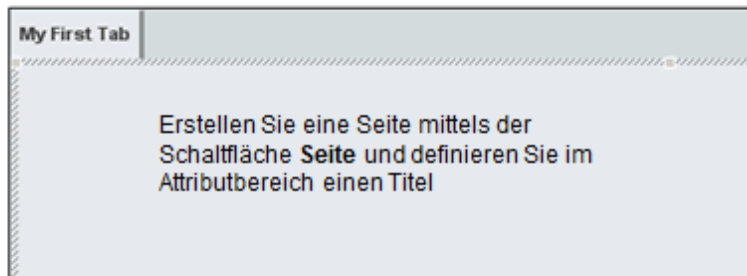 My First Tab
Erstellen Sie eine Seite mittels der
Schaltfläche Seite und definieren Sie im
Attributbereich einen Titel